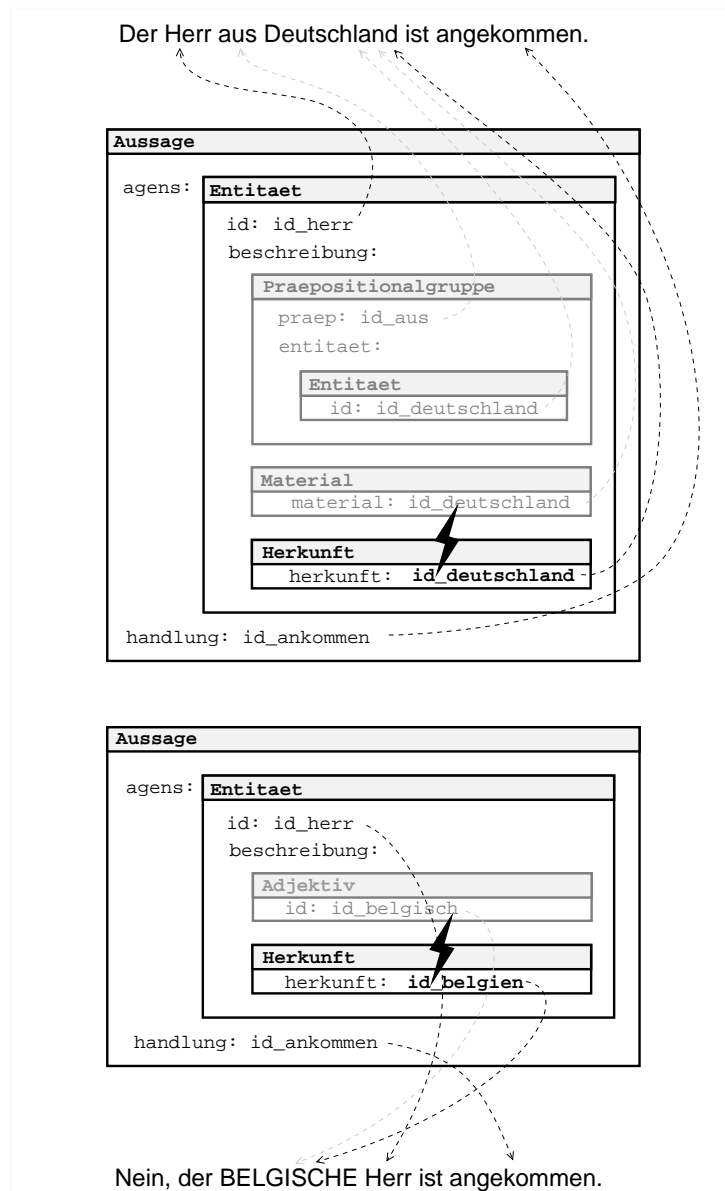 Der Herr aus Deutschland ist angekommen.
Aussage
agens: Entitaet
id: id_herr
beschreibung:
Praepositionalgruppe
praep: id_aus
entitaet:
Entitaet
id: id_deutschland
Material
material: id_deutschland
Herkunft
herkunft: id_deutschland
handlung: id_ankommen
Aussage
agens: Entitaet
id: id_herr
beschreibung:
Adjektiv
id: id_belgisch
Herkunft
herkunft: id_belgien
handlung: id_ankommen
Nein, der BELGISCHE Herr ist angekommen.